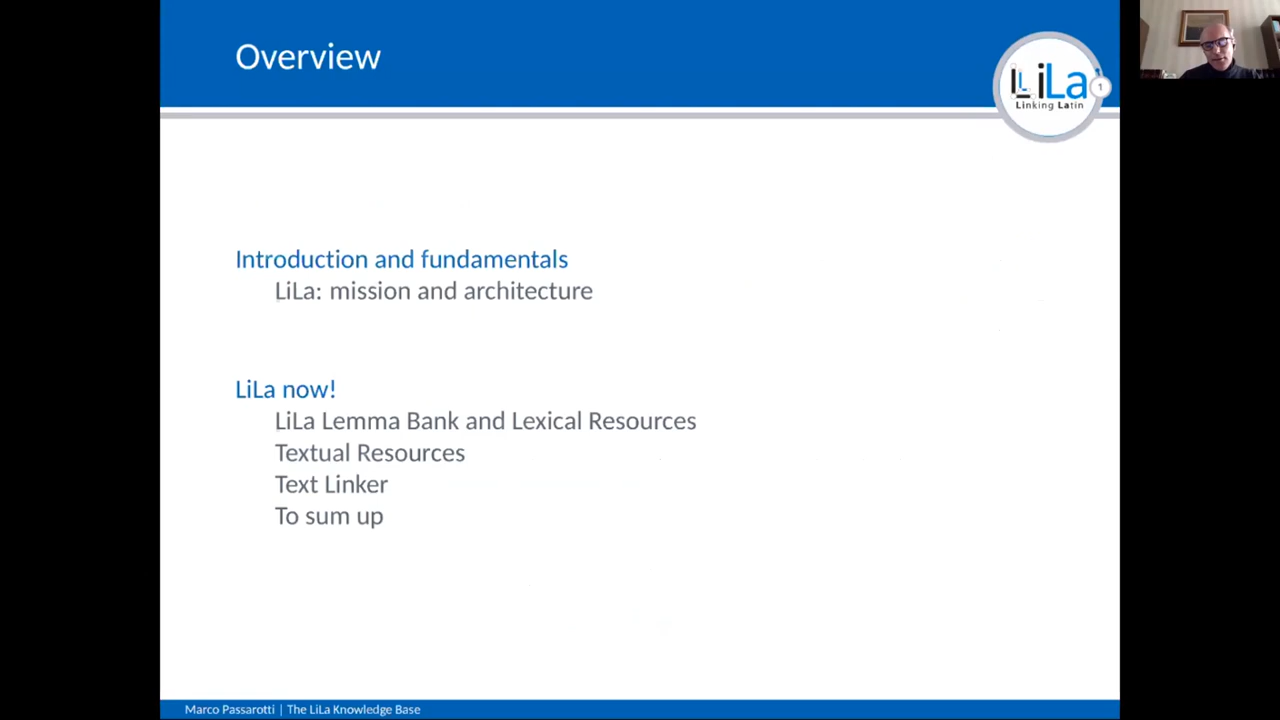 Overview
LiLa
Linking Latin
1
Introduction and fundamentals
LiLa: mission and architecture
LiLa now!
LiLa Lemma Bank and Lexical Resources
Textual Resources
Text Linker
To sum up
Marco Passarotti | The LiLa Knowledge Base